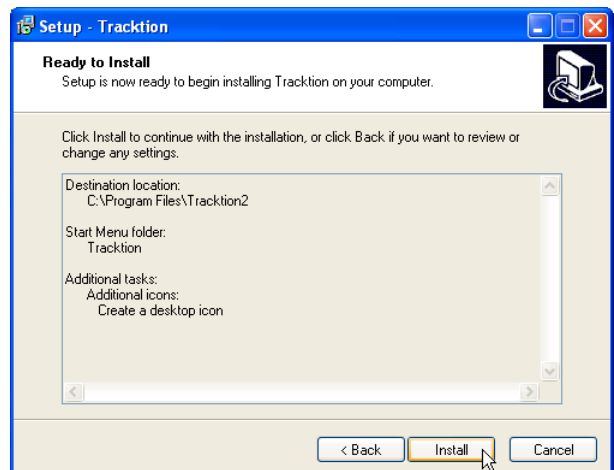 Setup - Tracktion
Ready to Install
Setup is now ready to begin installing Tracktion on your computer.
Click Install to continue with the installation, or click Back if you want to review or
change any settings.
Destination location:
C:\Program Files\Tracktion2
Start Menu folder:
Tracktion
Additional tasks:
Additional icons:
Create a desktop icon
< Back
Install
Cancel